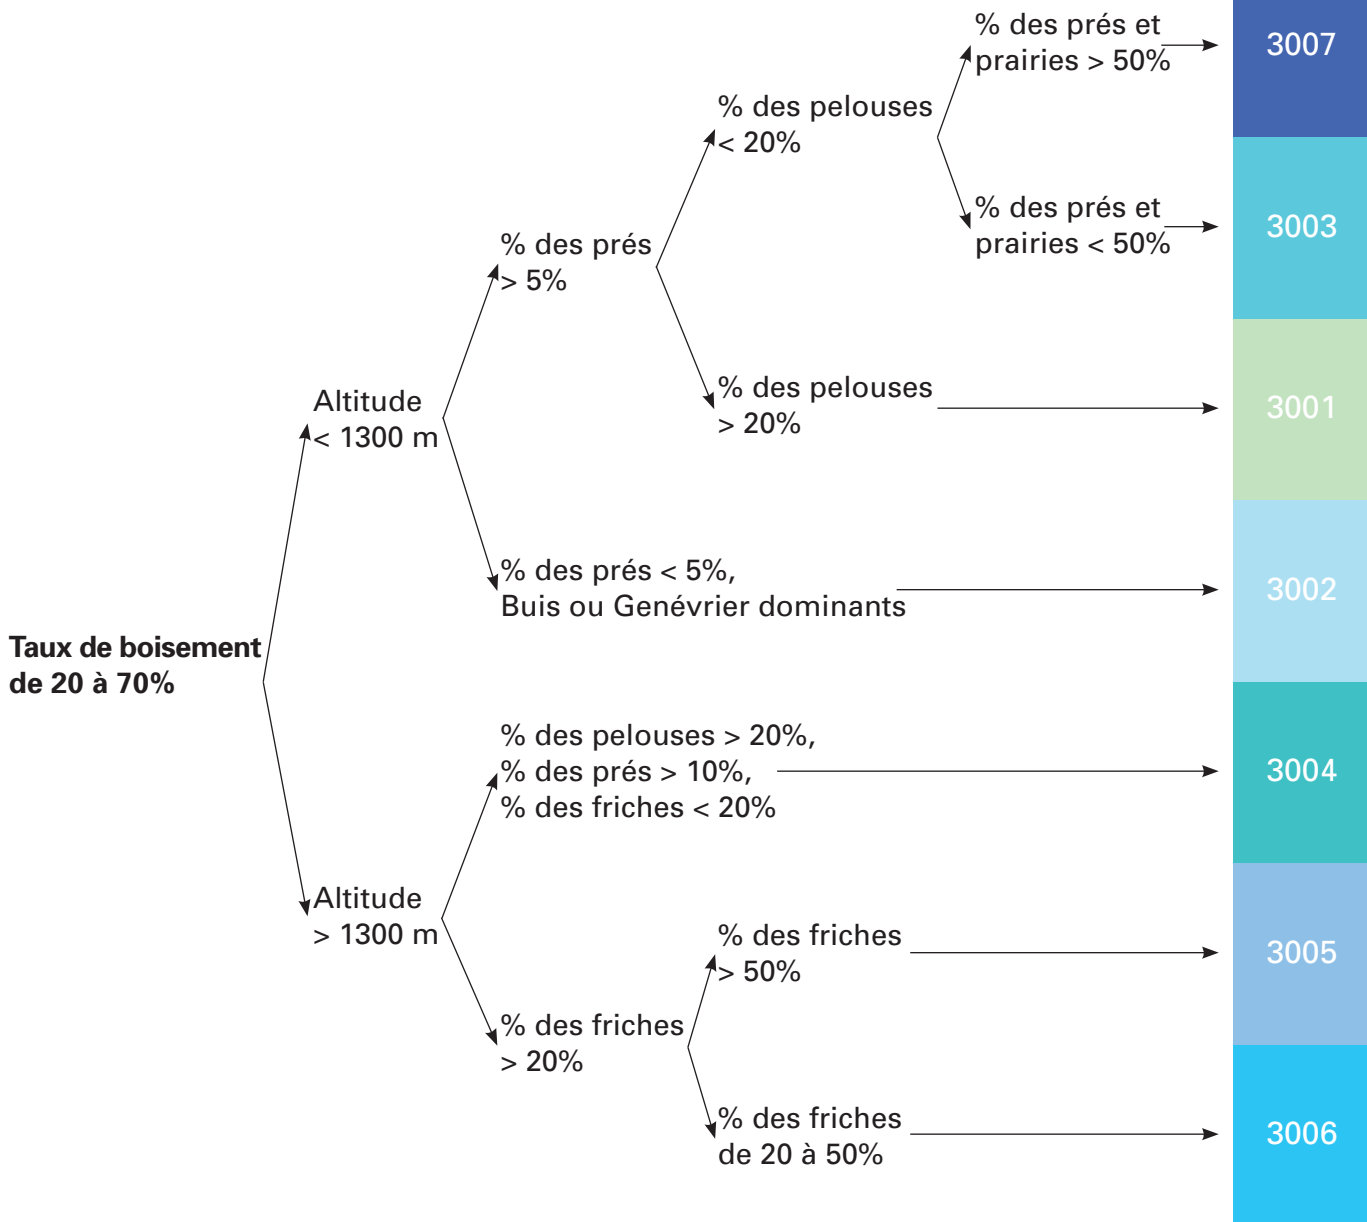 % des prés et
prairies > 50%
3007
% des pelouses
< 20%
% des prés et
prairies < 50%
3003
% des prés
> 5%
% des pelouses
> 20%
3001
Altitude
< 1300 m
% des prés < 5%,
Buis ou Genévrier dominants
3002
Taux de boisement
de 20 à 70%
% des pelouses > 20%,
% des prés > 10%,
% des friches < 20%
3004
Altitude
> 1300 m
% des friches
> 50%
3005
% des friches
> 20%
% des friches
de 20 à 50%
3006